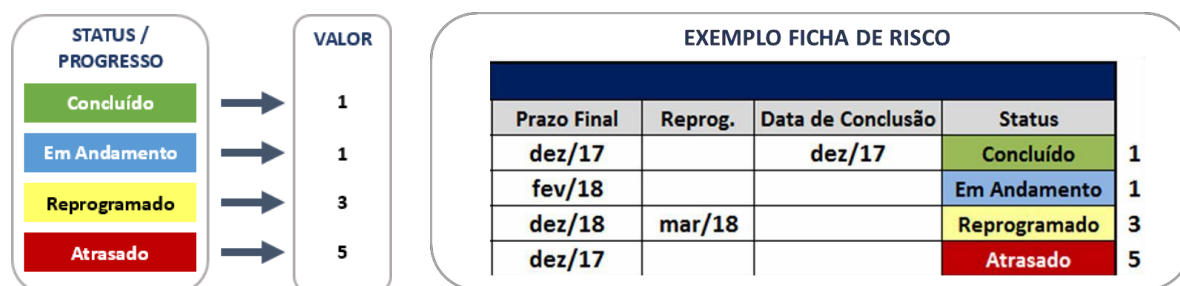 STATUS /
PROGRESSO
Concluído
Em Andamento
Reprogramado
Atrasado
VALOR
1
1
3
5
EXEMPLO FICHA DE RISCO
Prazo Final Reprog. Data de Conclusão Status
dez/17 dez/17 Concluído 1
fev/18 Em Andamento 1
dez/18 mar/18 Reprogramado 3
dez/17 Atrasado 5